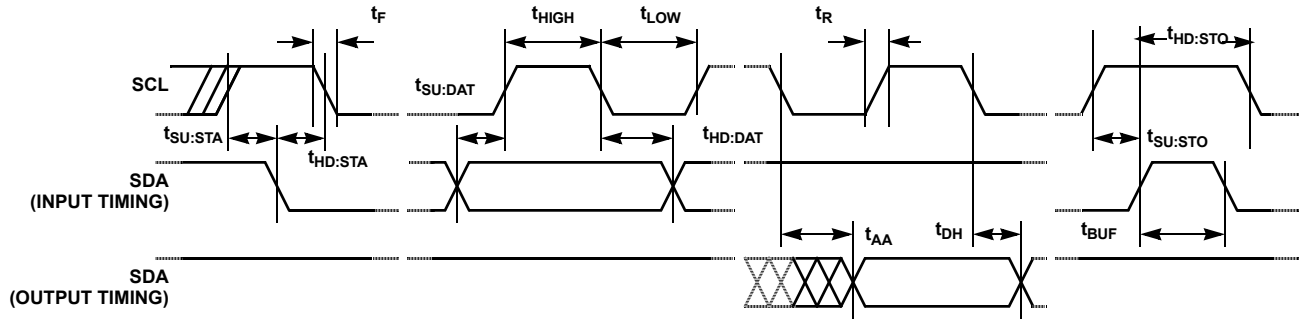 tF
tHIGH
tLOW
tR
tHD:STO
SCL
tSU:DAT
tSU:STA
tHD:STA
tHD:DAT
tSU:STO
SDA
(INPUT TIMING)
tAA
tDH
tBUF
SDA
(OUTPUT TIMING)